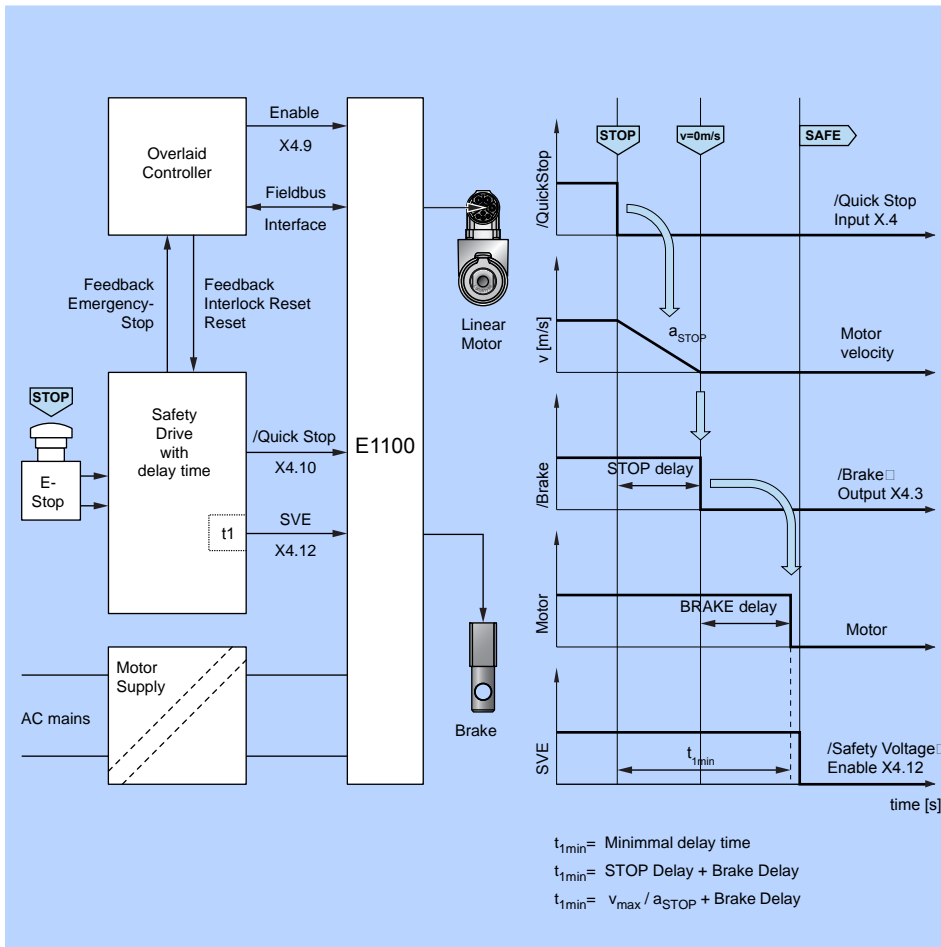 Overlaid
Controller
Enable
X4.9
Fieldbus
Interface
Feedback
Emergency-
Stop
Feedback
Interlock Reset
Reset
STOP
E-
Stop
Safety
Drive
with
delay time
t1
/Quick Stop
X4.10
SVE
X4.12
E1100
Linear
Motor
Brake
Motor
Supply
AC mains
STOP
v=0m/s
SAFE
/QuickStop
/Quick Stop
Input X.4
v [m/s]
aSTOP
Motor
velocity
/Brake
STOP delay
/Brake□
Output X4.3
Motor
BRAKE delay
Motor
SVE
t1min
/Safety Voltage□
Enable X4.12
time [s]
t1min= Minimmal delay time
t1min= STOP Delay + Brake Delay
t1min= vmax / aSTOP + Brake Delay